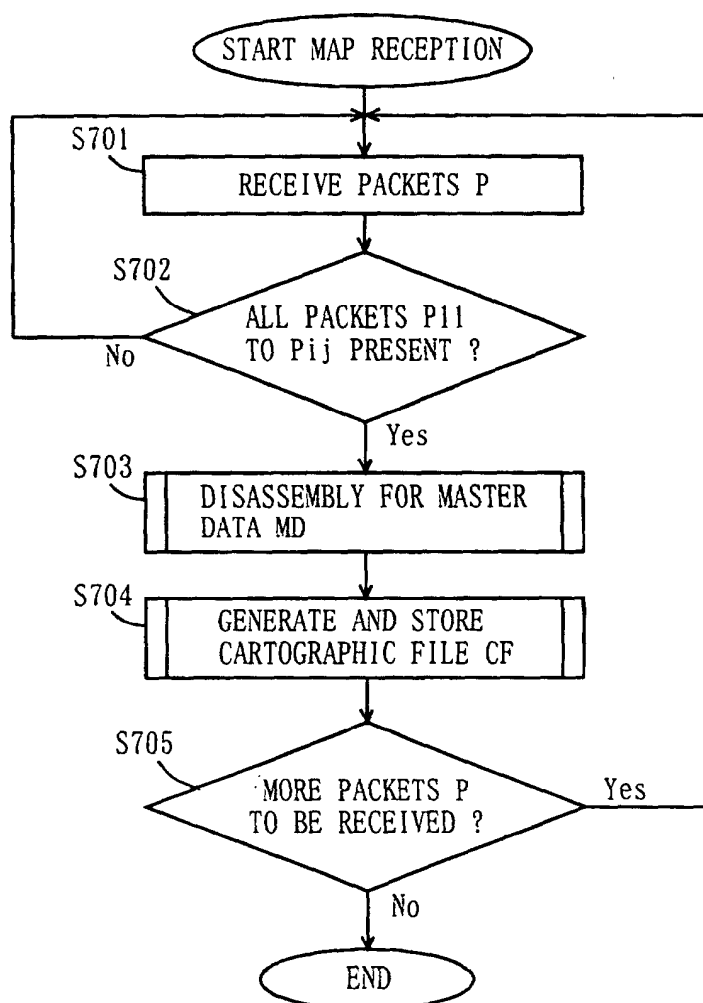 START MAP RECEPTION
S701
RECEIVE PACKETS P
S702
ALL PACKETS P11
TO Pij PRESENT ?
No
Yes
S703
DISASSEMBLY FOR MASTER
DATA MD
S704
GENERATE AND STORE
CARTOGRAPHIC FILE CF
S705
MORE PACKETS P
TO BE RECEIVED ?
Yes
No
END